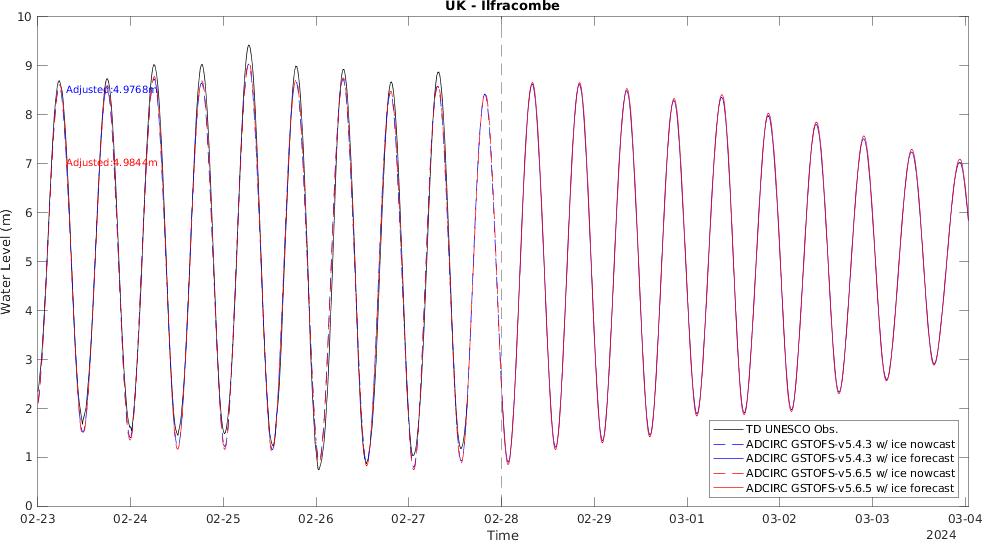 UK - Ilfracombe
10
9
8
7
6
5
4
3
2
1
0
Water Level (m)
Adjusted:4.9768m
Adjusted:4.9844m
TD UNESCO Obs.
ADCIRC GSTOFS-v5.4.3 w/ ice nowcast
ADCIRC GSTOFS-v5.4.3 w/ ice forecast
ADCIRC GSTOFS-v5.6.5 w/ ice nowcast
ADCIRC GSTOFS-v5.6.5 w/ ice forecast
02-23 02-24 02-25 02-26 02-27 02-28 02-29 03-01 03-02 03-03 03-04
Time
2024